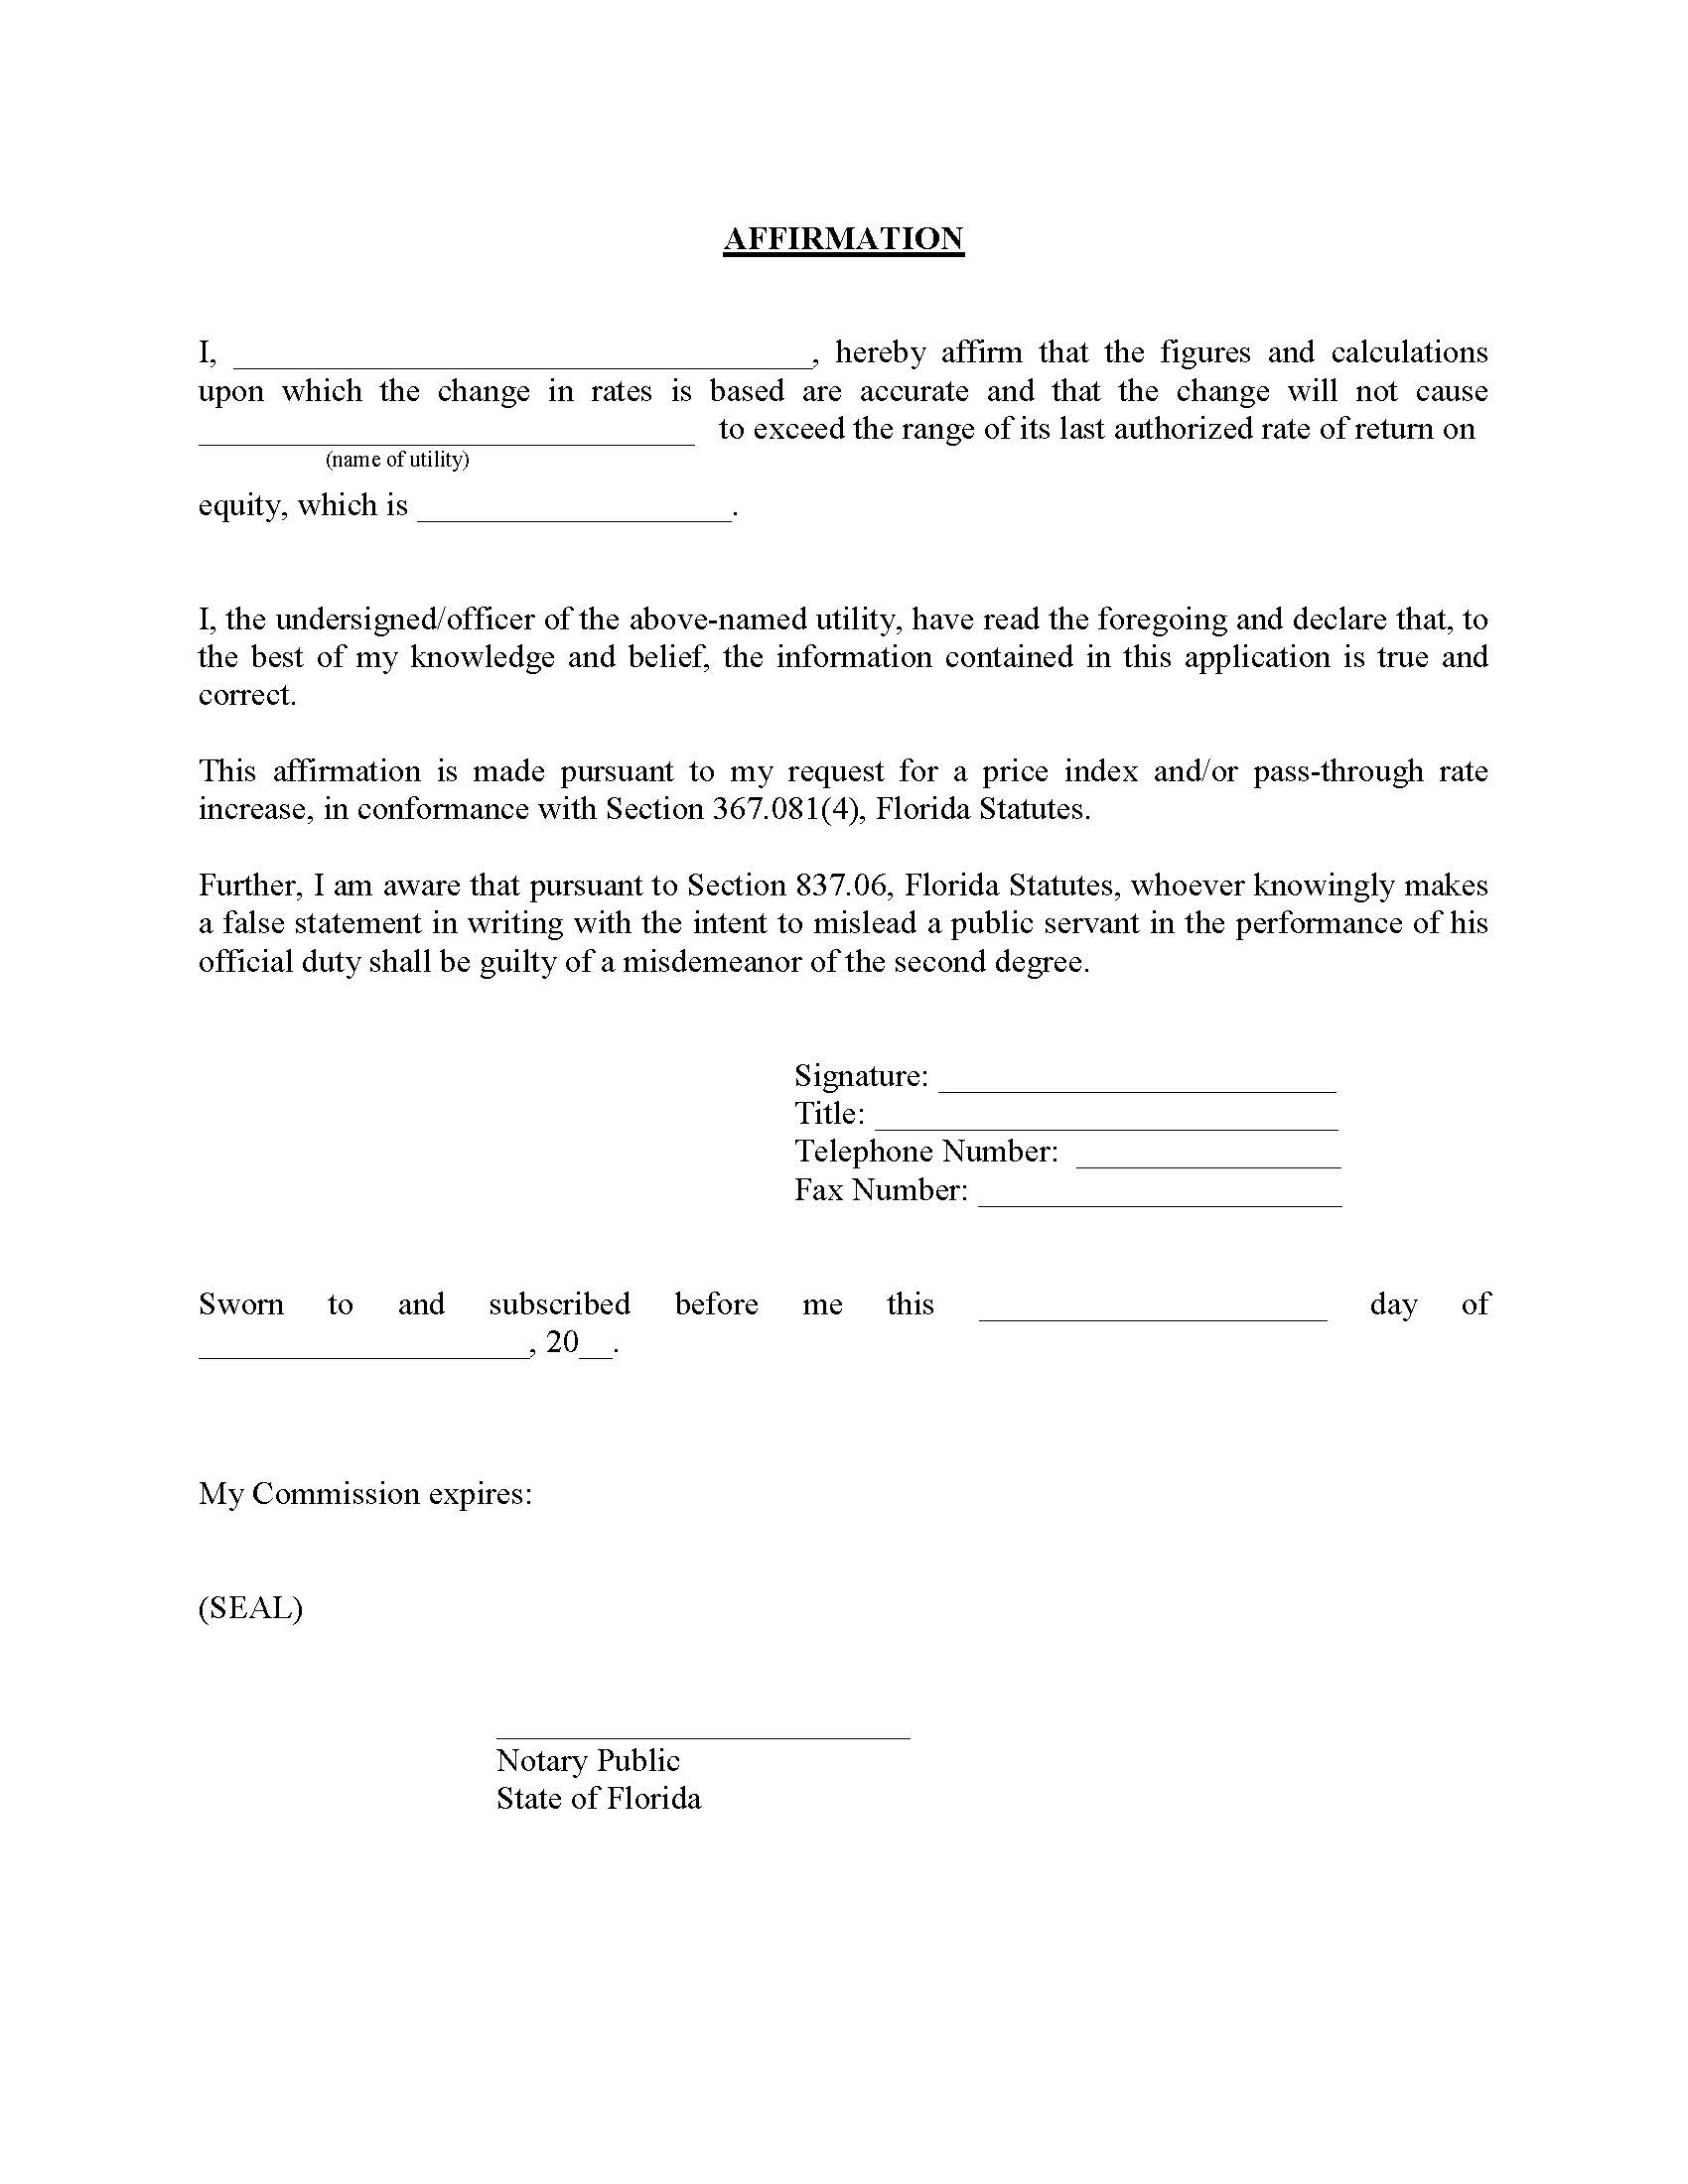 AFFIRMATION
I, ___________________________________, hereby affirm that the figures and calculations
upon which the change in rates is based are accurate and that the change will not cause
______________________________ to exceed the range of its last authorized rate of return on
(name of utility)
equity, which is ___________________.
I, the undersigned/officer of the above-named utility, have read the foregoing and declare that, to
the best of my knowledge and belief, the information contained in this application is true and
correct.
This affirmation is made pursuant to my request for a price index and/or pass-through rate
increase, in conformance with Section 367.081(4), Florida Statutes.
Further, I am aware that pursuant to Section 837.06, Florida Statutes, whoever knowingly makes
a false statement in writing with the intent to mislead a public servant in the performance of his
official duty shall be guilty of a misdemeanor of the second degree.
Signature: ________________________
Title: ____________________________
Telephone Number: ________________
Fax Number: ______________________
Sworn to and subscribed before me this _____________________ day of
____________________, 20__.
My Commission expires:
(SEAL)
_________________________
Notary Public
State of Florida